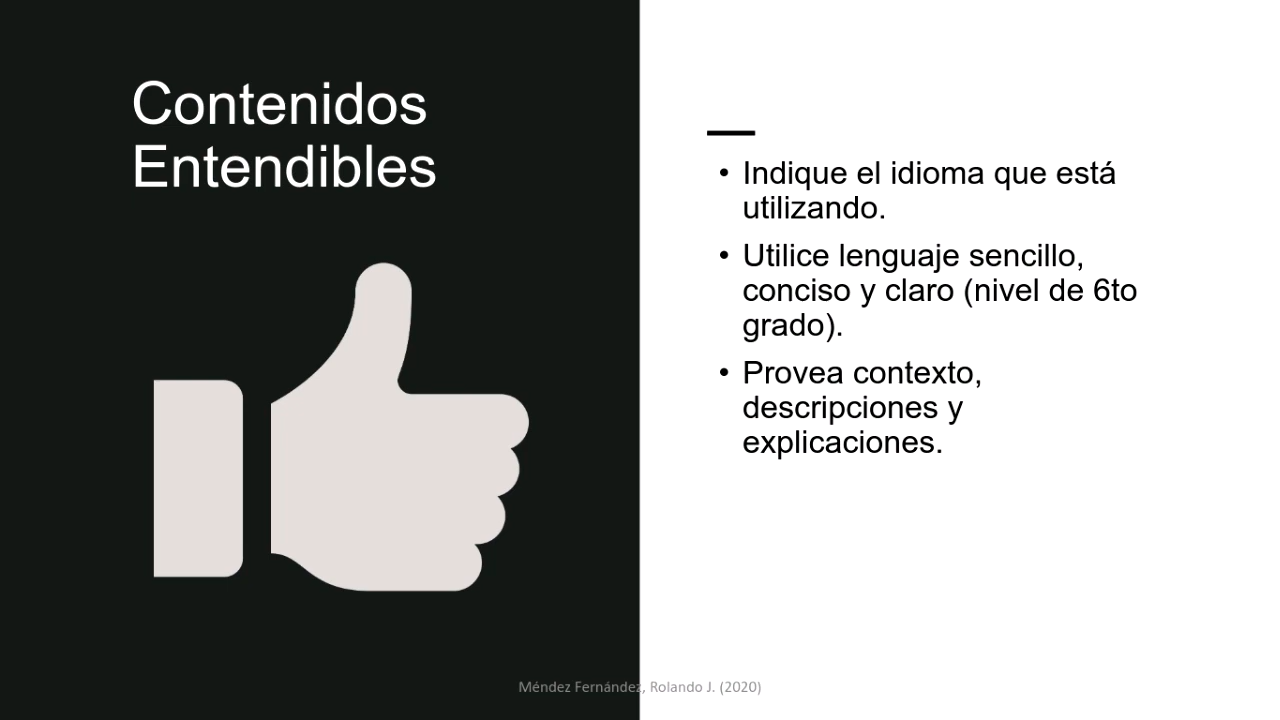 Contenidos
Entendibles
• Indique el idioma que está
utilizando.
• Utilice lenguaje sencillo,
conciso y claro (nivel de 6to
grado).
• Provea contexto,
descripciones y
explicaciones.
Méndez Fernández, Rolando J. (2020)